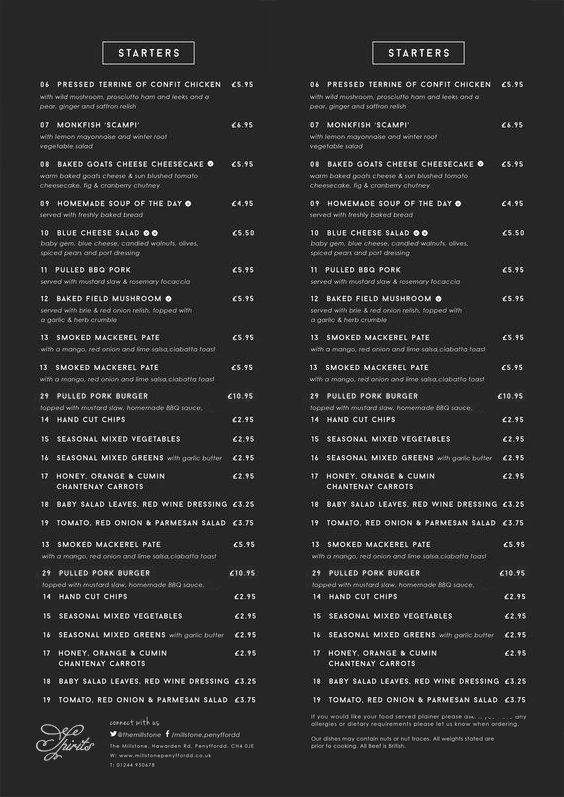 STARTERS
06 PRESSED TERRINE OF CONFIT CHICKEN £5.95
with wild mushroom, prosciutto ham and leeks and a
pear, ginger and saffron relish
07 MONKFISH 'SCAMPI' £6.95
with lemon mayonnaise and winter root
vegetable salad
08 BAKED GOATS CHEESE CHEESECAKE V £5.95
warm baked goats cheese & sun blushed tomato
cheesecake, fig & cranberry chutney
09 HOMEMADE SOUP OF THE DAY V £4.95
served with freshly baked bread
10 BLUE CHEESE SALAD £5.50
baby gem, blue cheese, candied walnuts, olives,
spiced pears and port dressing
11 PULLED BBQ PORK £5.95
served with mustard slaw & rosemary focaccia
12 BAKED FIELD MUSHROOM V £5.95
served with brie & red onion relish, topped with
a garlic & herb crumble
13 SMOKED MACKEREL PATE £5.95
with a mango, red onion and lime salsa,ciabatta toast
13 SMOKED MACKEREL PATE £5.95
with a mango, red onion and lime salsa,ciabatta toast
29 PULLED PORK BURGER £10.95
topped with mustard slaw, homemade BBQ sauce,
14 HAND CUT CHIPS £2.95
15 SEASONAL MIXED VEGETABLES £2.95
16 SEASONAL MIXED GREENS with garlic butter £2.95
17 HONEY, ORANGE & CUMIN £2.95
CHANTENAY CARROTS
18 BABY SALAD LEAVES, RED WINE DRESSING £3.25
19 TOMATO, RED ONION & PARMESAN SALAD £3.75
13 SMOKED MACKEREL PATE £5.95
with a mango, red onion and lime salsa,ciabatta toast
29 PULLED PORK BURGER £10.95
topped with mustard slaw, homemade BBQ sauce,
14 HAND CUT CHIPS £2.95
15 SEASONAL MIXED VEGETABLES £2.95
16 SEASONAL MIXED GREENS with garlic butter £2.95
17 HONEY, ORANGE & CUMIN £2.95
CHANTENAY CARROTS
18 BABY SALAD LEAVES, RED WINE DRESSING £3.25
19 TOMATO, RED ONION & PARMESAN SALAD £3.75
Spirits
connect with us
@themillstone /millstone.penyffordd
The Millstone, Hawarden Rd, Penyffordd, CH4 0JE
W: www.millstonepenyffordd.co.uk
T: 01244 950678
STARTERS
06 PRESSED TERRINE OF CONFIT CHICKEN £5.95
with wild mushroom, prosciutto ham and leeks and a
pear, ginger and saffron relish
07 MONKFISH 'SCAMPI' £6.95
with lemon mayonnaise and winter root
vegetable salad
08 BAKED GOATS CHEESE CHEESECAKE V £5.95
warm baked goats cheese & sun blushed tomato
cheesecake, fig & cranberry chutney
09 HOMEMADE SOUP OF THE DAY V £4.95
served with freshly baked bread
10 BLUE CHEESE SALAD £5.50
baby gem, blue cheese, candied walnuts, olives,
spiced pears and port dressing
11 PULLED BBQ PORK £5.95
served with mustard slaw & rosemary focaccia
12 BAKED FIELD MUSHROOM V £5.95
served with brie & red onion relish, topped with
a garlic & herb crumble
13 SMOKED MACKEREL PATE £5.95
with a mango, red onion and lime salsa,ciabatta toast
13 SMOKED MACKEREL PATE £5.95
with a mango, red onion and lime salsa,ciabatta toast
29 PULLED PORK BURGER £10.95
topped with mustard slaw, homemade BBQ sauce,
14 HAND CUT CHIPS £2.95
15 SEASONAL MIXED VEGETABLES £2.95
16 SEASONAL MIXED GREENS with garlic butter £2.95
17 HONEY, ORANGE & CUMIN £2.95
CHANTENAY CARROTS
18 BABY SALAD LEAVES, RED WINE DRESSING £3.25
19 TOMATO, RED ONION & PARMESAN SALAD £3.75
13 SMOKED MACKEREL PATE £5.95
with a mango, red onion and lime salsa,ciabatta toast
29 PULLED PORK BURGER £10.95
topped with mustard slaw, homemade BBQ sauce,
14 HAND CUT CHIPS £2.95
15 SEASONAL MIXED VEGETABLES £2.95
16 SEASONAL MIXED GREENS with garlic butter £2.95
17 HONEY, ORANGE & CUMIN £2.95
CHANTENAY CARROTS
18 BABY SALAD LEAVES, RED WINE DRESSING £3.25
19 TOMATO, RED ONION & PARMESAN SALAD £3.75
If you would like your food served plainer please any
allergies or dietary requirements please let us know when ordering.
Our dishes may contain nuts or nut traces. All weights stated are
prior to cooking. All Beef is British.